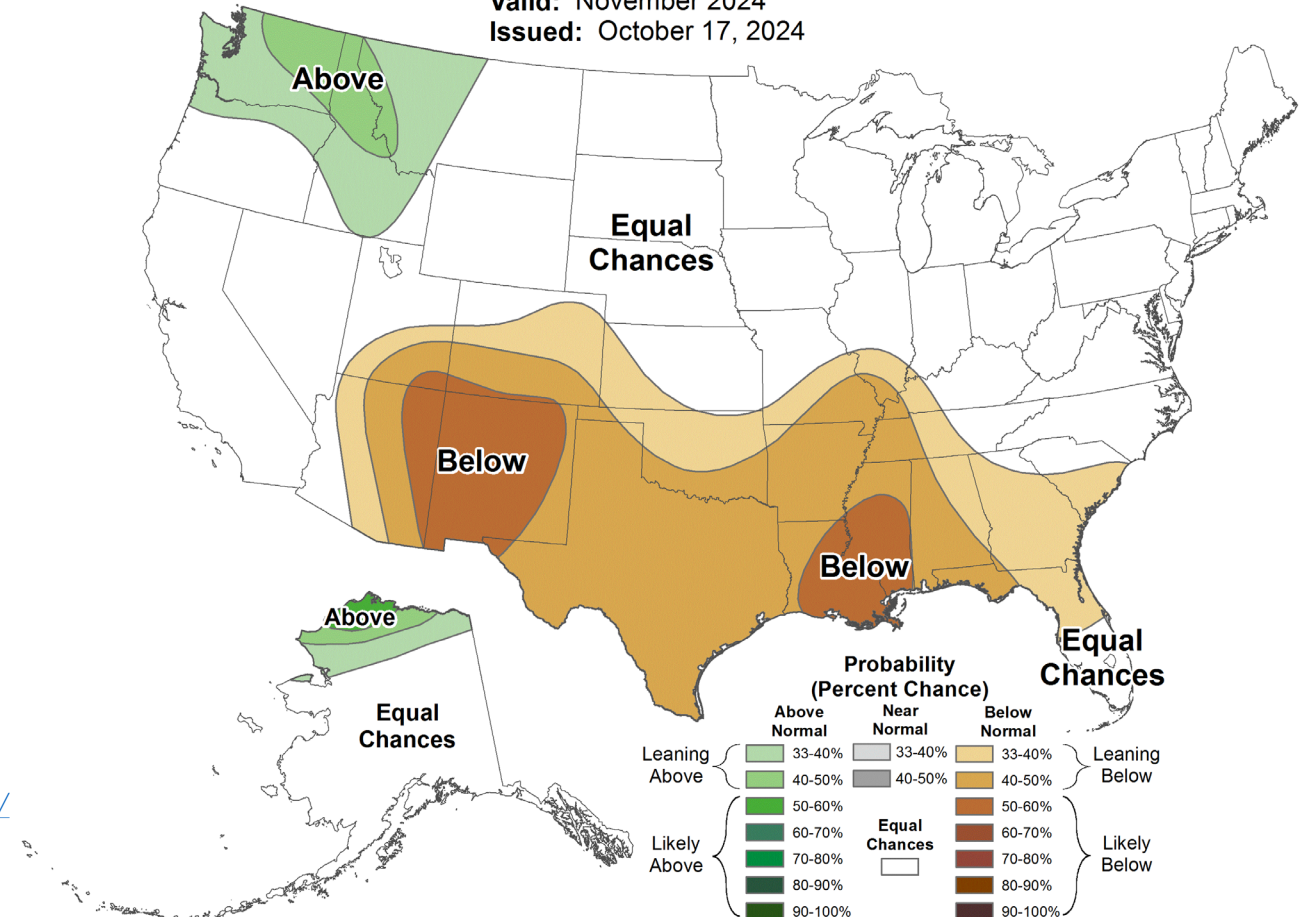 Valid: November 2024
Issued: October 17, 2024
Above
Equal
Chances
Below
Below
Above
Equal
Chances
Equal
Chances
Probability
(Percent Chance)
Above
Normal
Near
Normal
Below
Normal
Leaning
Above
33-40%
33-40%
33-40%
Leaning
Below
40-50%
40-50%
40-50%
Likely
Above
50-60%
50-60%
Equal
Chances
60-70%
60-70%
Likely
Below
70-80%
70-80%
80-90%
80-90%
90-100%
90-100%